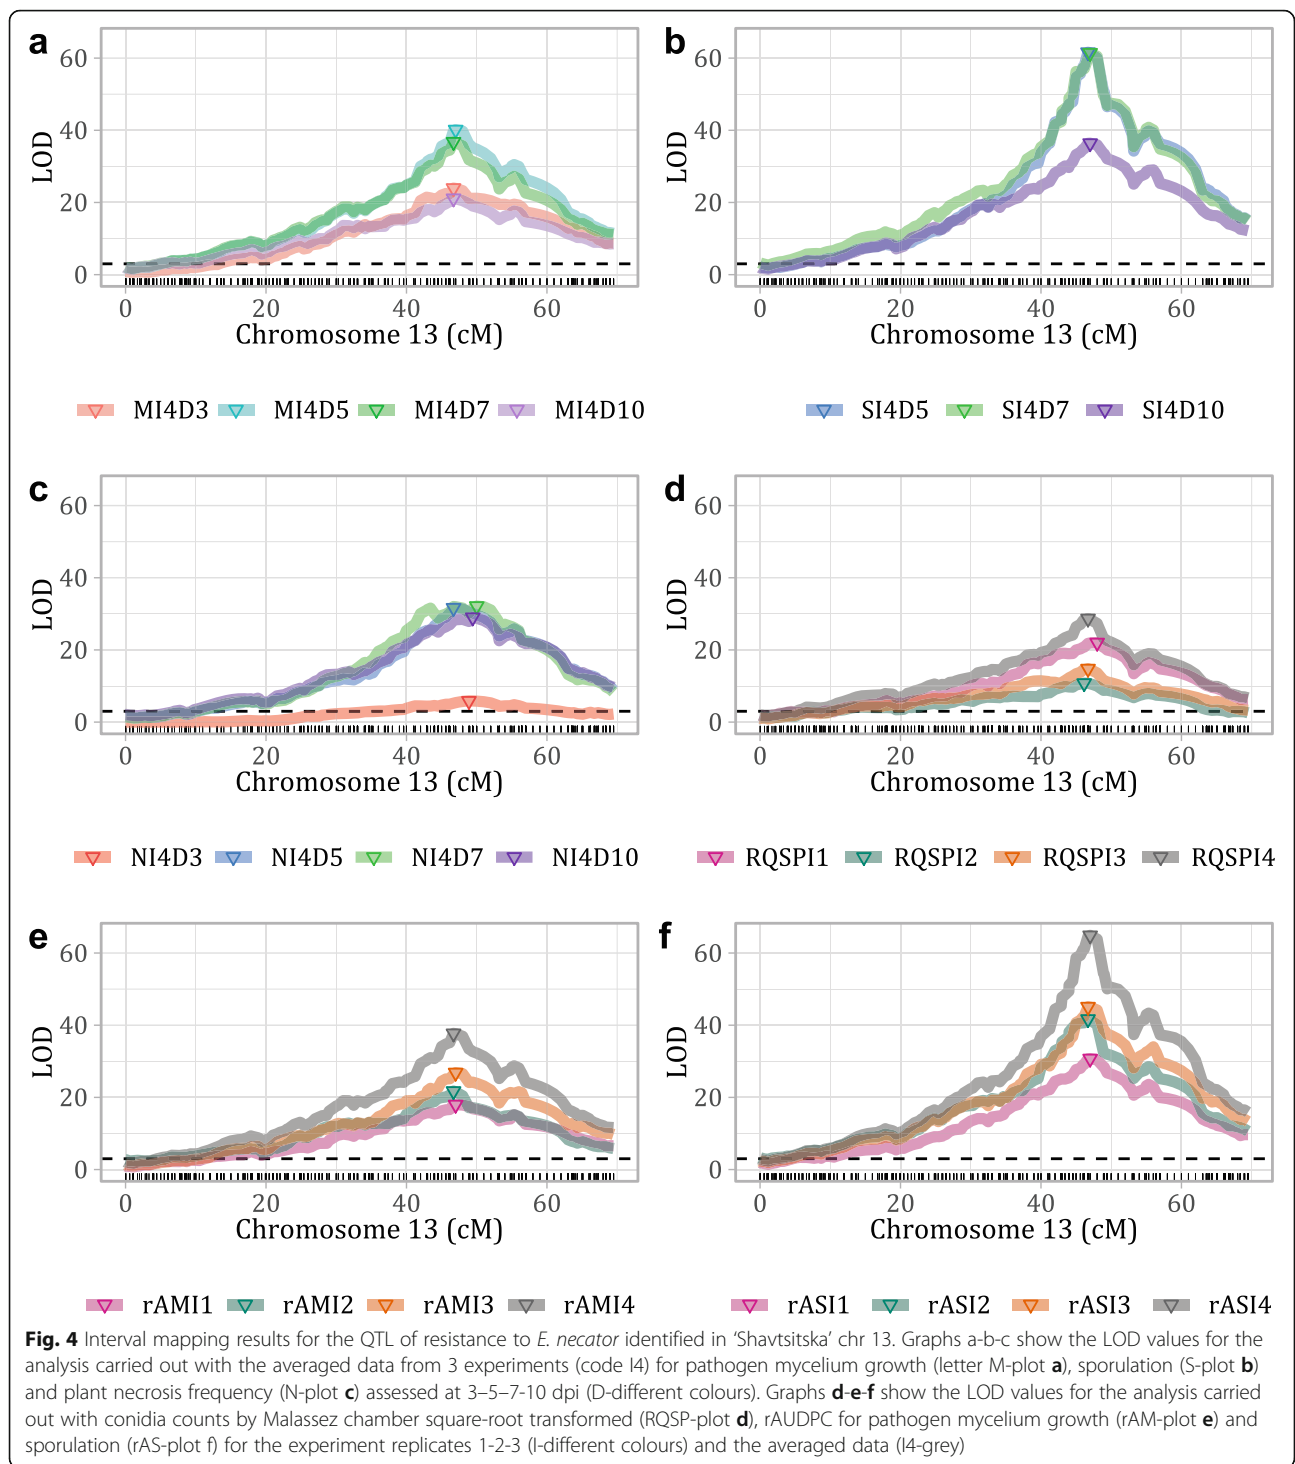 a
60
40
20
0
LOD
0 20 40 60
Chromosome 13 (cM)
MI4D3 MI4D5 MI4D7 MI4D10
b
60
40
20
0
LOD
0 20 40 60
Chromosome 13 (cM)
SI4D5 SI4D7 SI4D10
c
60
40
20
0
LOD
0 20 40 60
Chromosome 13 (cM)
NI4D3 NI4D5 NI4D7 NI4D10
d
60
40
20
0
LOD
0 20 40 60
Chromosome 13 (cM)
RQSPI1 RQSPI2 RQSPI3 RQSPI4
e
60
40
20
0
LOD
0 20 40 60
Chromosome 13 (cM)
rAMI1 rAMI2 rAMI3 rAMI4
f
60
40
20
0
LOD
0 20 40 60
Chromosome 13 (cM)
rASI1 rASI2 rASI3 rASI4
Fig. 4 Interval mapping results for the QTL of resistance to E. necator identified in ‘Shavtsitska’ chr 13. Graphs a-b-c show the LOD values for the
analysis carried out with the averaged data from 3 experiments (code I4) for pathogen mycelium growth (letter M-plot a), sporulation (S-plot b)
and plant necrosis frequency (N-plot c) assessed at 3–5–7-10 dpi (D-different colours). Graphs d-e-f show the LOD values for the analysis carried
out with conidia counts by Malassez chamber square-root transformed (RQSP-plot d), rAUDPC for pathogen mycelium growth (rAM-plot e) and
sporulation (rAS-plot f) for the experiment replicates 1-2-3 (I-different colours) and the averaged data (I4-grey)